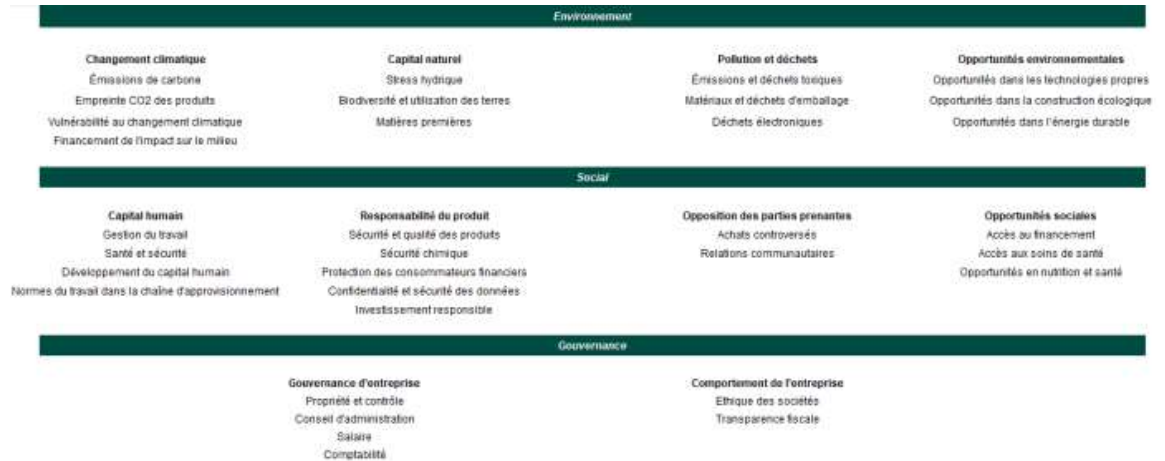 Environnement
Changement climatique
Émissions de carbone
Empreinte CO2 des produits
Vulnérabilité au changement climatique
Financement de l'impact sur le milieu
Capital naturel
Stress hydrique
Biodiversité et utilisation des terres
Matières premières
Pollution et déchets
Émissions et déchets toxiques
Matériaux et déchets d'emballage
Déchets électroniques
Opportunités environnementales
Opportunités dans les technologies propres
Opportunités dans la construction écologique
Opportunités dans l'énergie durable
Social
Capital humain
Gestion du travail
Santé et sécurité
Développement du capital humain
Normes du travail dans la chaîne d'approvisionnement
Responsabilité du produit
Sécurité et qualité des produits
Sécurité chimique
Protection des consommateurs financiers
Confidentialité et sécurité des données
Investissement responsible
Opposition des parties prenantes
Achats controversés
Relations communautaires
Opportunités sociales
Accès au financement
Accès aux soins de santé
Opportunités en nutrition et santé
Gouvernance
Gouvernance d'entreprise
Propriété et contrôle
Conseil d'administration
Salaire
Comptabilité
Comportement de l'entreprise
Ethique des sociétés
Transparence fiscale